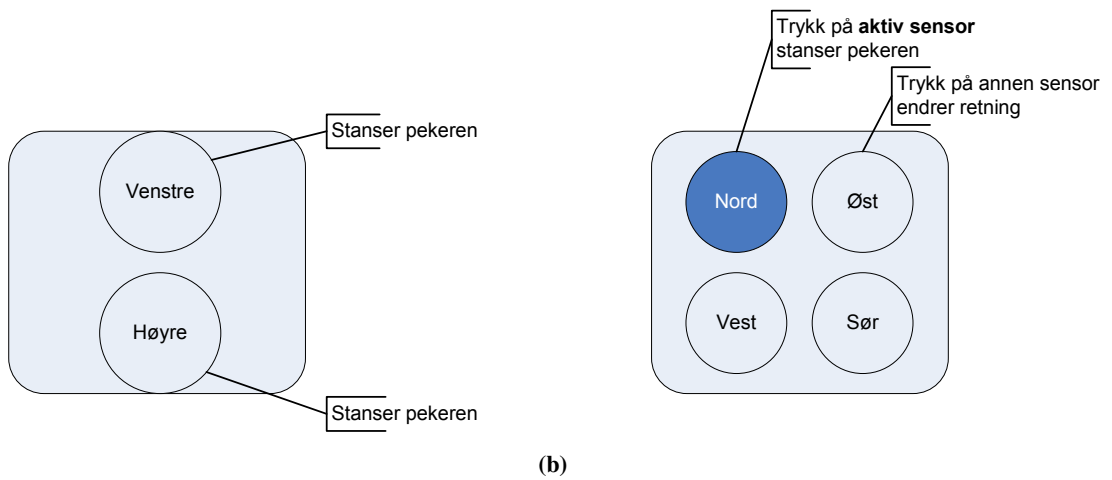 Trykk på aktiv sensor
stanser pekeren
Trykk på annen sensor
endrer retning
Stanser pekeren
Venstre
Nord
Øst
Høyre
Vest
Sør
Stanser pekeren
(b)